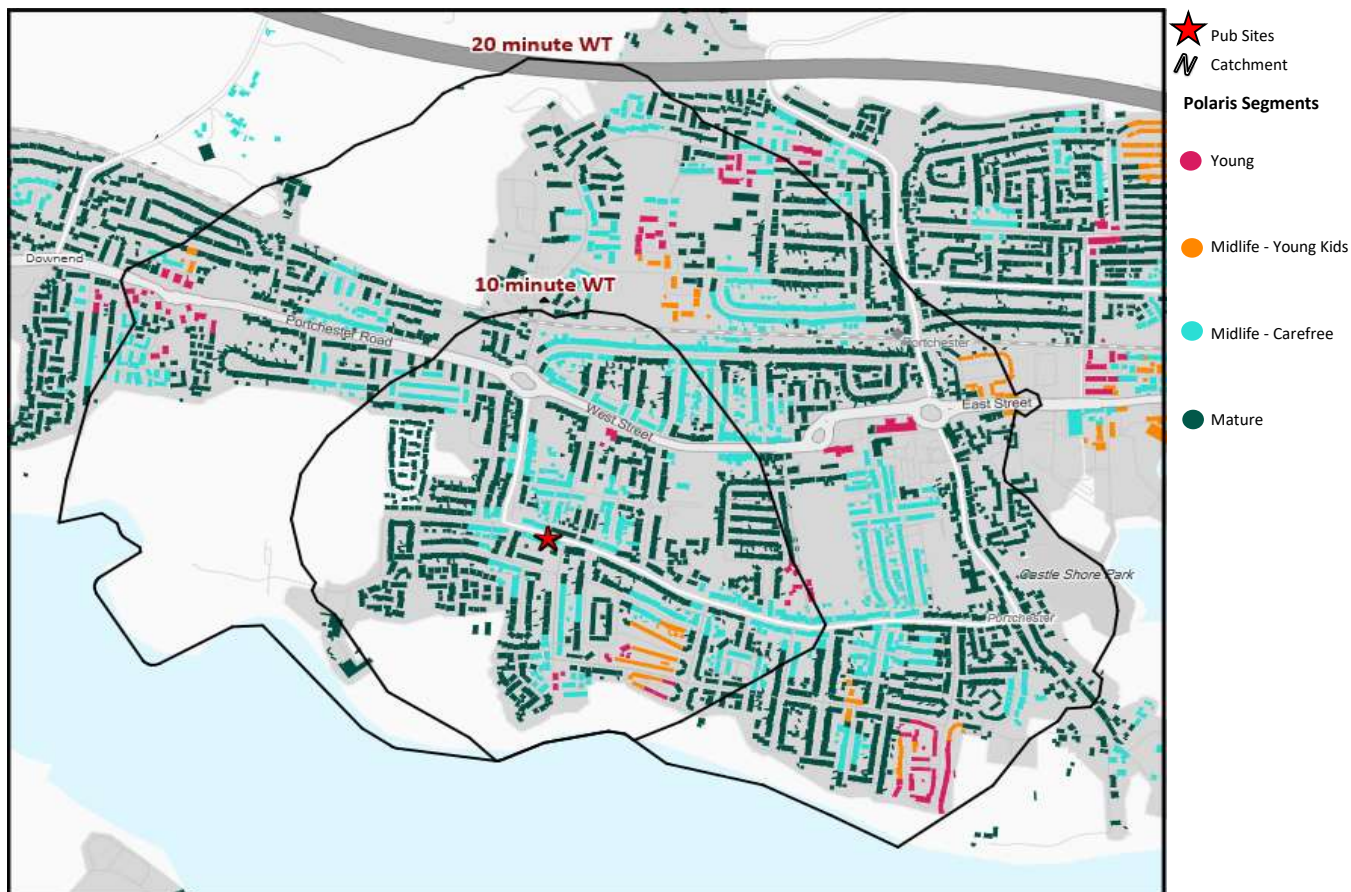 20 minute WT
10 minute WT
Downend
Portchester Road
West Street
Portchester
East Street
Castle Shore Park
Portchester
Pub Sites
Catchment
Polaris Segments
Young
Midlife - Young Kids
Midlife - Carefree
Mature